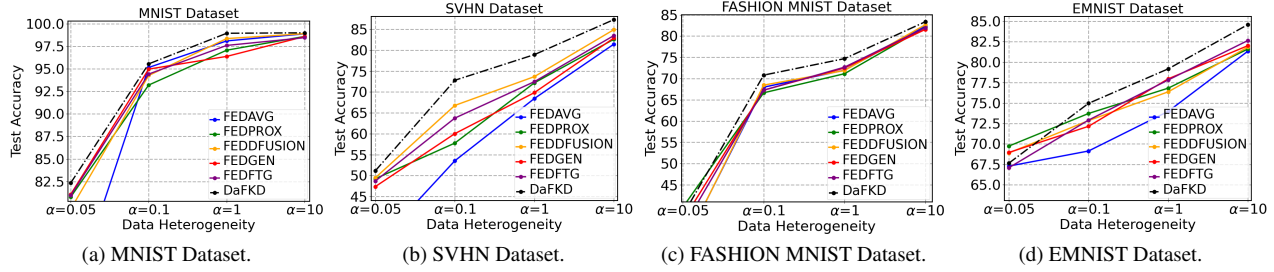 MNIST Dataset
Test Accuracy
100.0
97.5
95.0
92.5
90.0
87.5
85.0
82.5
FEDAVG
FEDPROX
FEDDFUSION
FEDGEN
FEDFTG
DaFKD
α=0.05 α=0.1 α=1 α=10
Data Heterogeneity
(a) MNIST Dataset.
SVHN Dataset
Test Accuracy
85
80
75
70
65
60
55
50
45
FEDAVG
FEDPROX
FEDDFUSION
FEDGEN
FEDFTG
DaFKD
α=0.05 α=0.1 α=1 α=10
Data Heterogeneity
(b) SVHN Dataset.
FASHION MNIST Dataset
Test Accuracy
85
80
75
70
65
60
55
50
45
FEDAVG
FEDPROX
FEDDFUSION
FEDGEN
FEDFTG
DaFKD
α=0.05 α=0.1 α=1 α=10
Data Heterogeneity
(c) FASHION MNIST Dataset.
EMNIST Dataset
Test Accuracy
85.0
82.5
80.0
77.5
75.0
72.5
70.0
67.5
65.0
FEDAVG
FEDPROX
FEDDFUSION
FEDGEN
FEDFTG
DaFKD
α=0.05 α=0.1 α=1 α=10
Data Heterogeneity
(d) EMNIST Dataset.